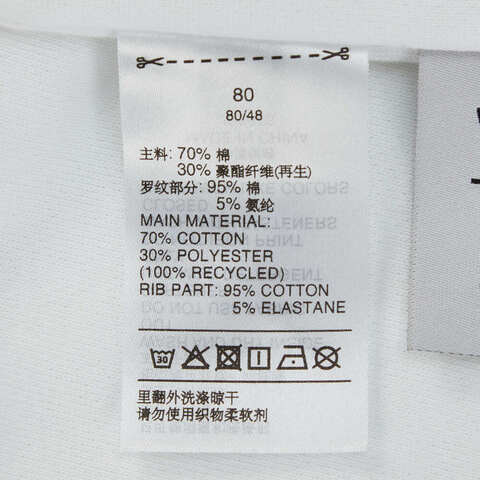 80
80/48
主料: 70% 棉
30% 聚酯纤维(再生)
罗纹部分: 95% 棉
5% 氨纶
MAIN MATERIAL:
70% COTTON
30% POLYESTER
(100% RECYCLED)
RIB PART: 95% COTTON
5% ELASTANE
30
里翻外洗涤晾干
请勿使用织物柔软剂